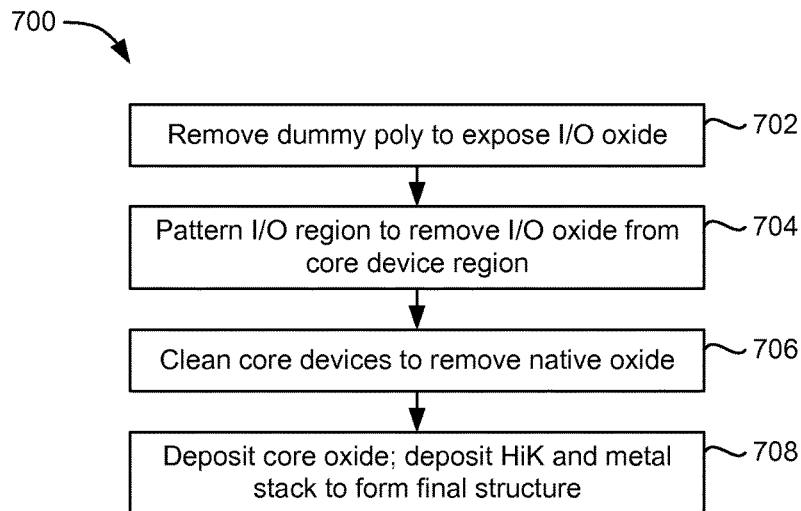 700
Remove dummy poly to expose I/O oxide
702
Pattern I/O region to remove I/O oxide from
core device region
704
Clean core devices to remove native oxide
706
Deposit core oxide; deposit HiK and metal
stack to form final structure
708